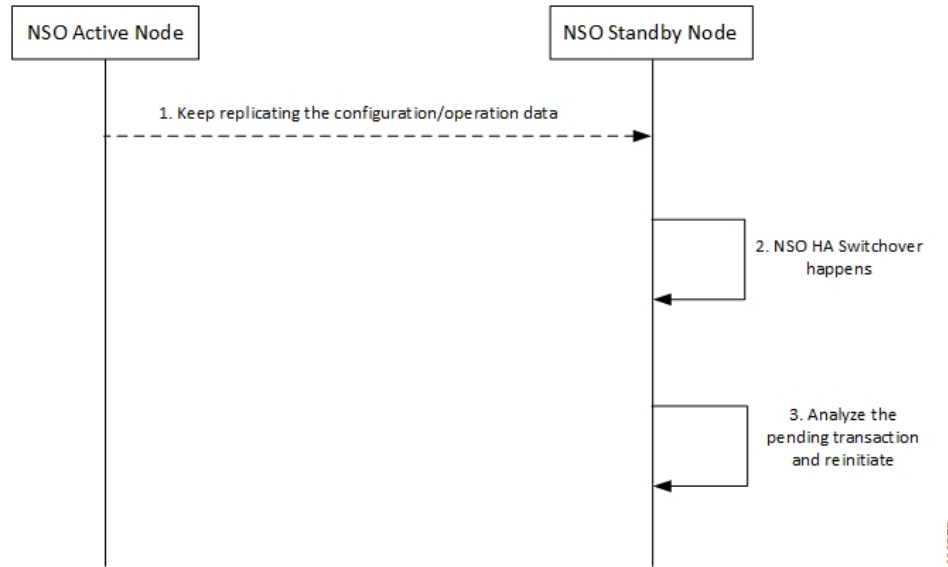 NSO Active Node
NSO Standby Node
1. Keep replicating the configuration/operation data
2. NSO HA Switchover
happens
3. Analyze the
pending transaction
and reinitiate